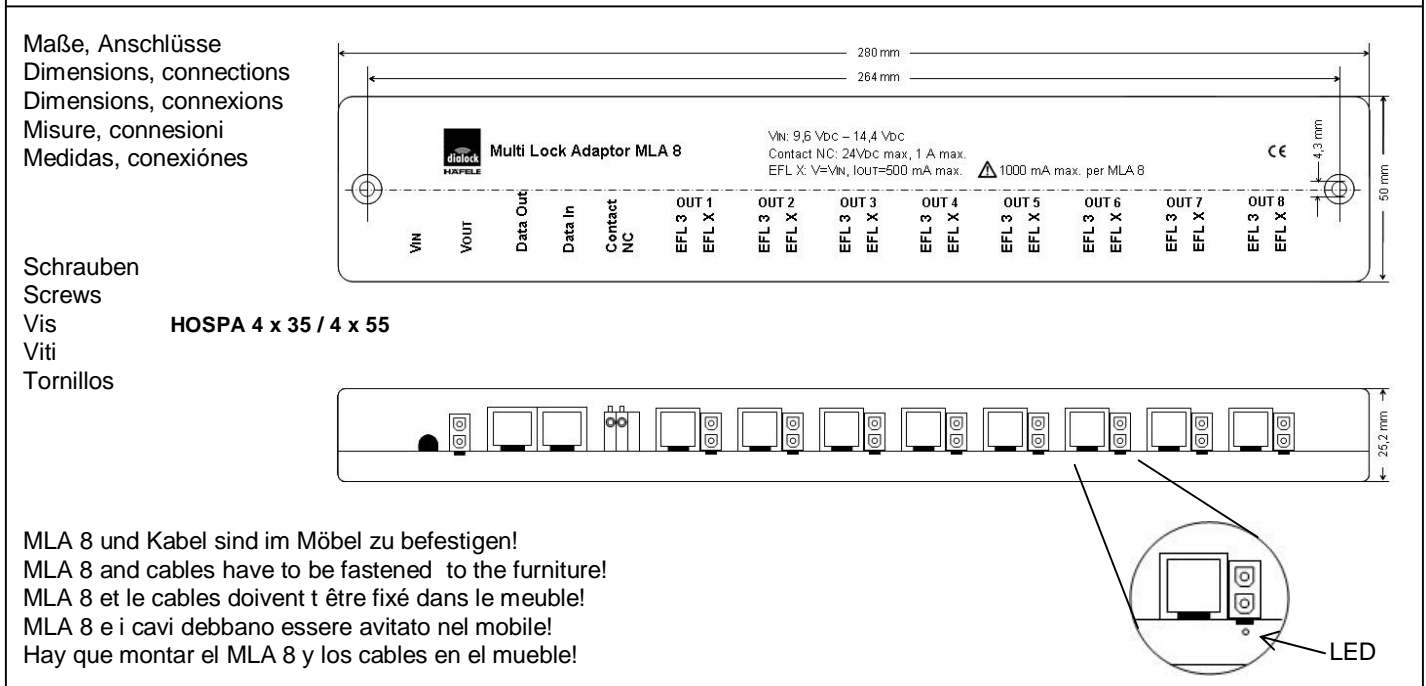 Maße, Anschlüsse
Dimensions, connections
Dimensions, connexions
Misure, connesioni
Medidas, conexiónes
280 mm
264 mm
dialock
HÄFELE
Multi Lock Adaptor MLA 8
VIN: 9,6 VDC – 14,4 VDC
Contact NC: 24VDC max, 1 A max.
EFL X: V=VIN, IOUT=500 mA max. ⚠ 1000 mA max. per MLA 8
CE
4,3 mm
50 mm
VIN
VOUT
Data Out
Data In
Contact
NC
OUT 1
EFL 3
EFL X
OUT 2
EFL 3
EFL X
OUT 3
EFL 3
EFL X
OUT 4
EFL 3
EFL X
OUT 5
EFL 3
EFL X
OUT 6
EFL 3
EFL X
OUT 7
EFL 3
EFL X
OUT 8
EFL 3
EFL X
Schrauben
Screws
Vis HOSPA 4 x 35 / 4 x 55
Viti
Tornillos
25,2 mm
MLA 8 und Kabel sind im Möbel zu befestigen!
MLA 8 and cables have to be fastened to the furniture!
MLA 8 et le cables doivent t être fixé dans le meuble!
MLA 8 e i cavi debbano essere avitato nel mobile!
Hay que montar el MLA 8 y los cables en el mueble!
LED